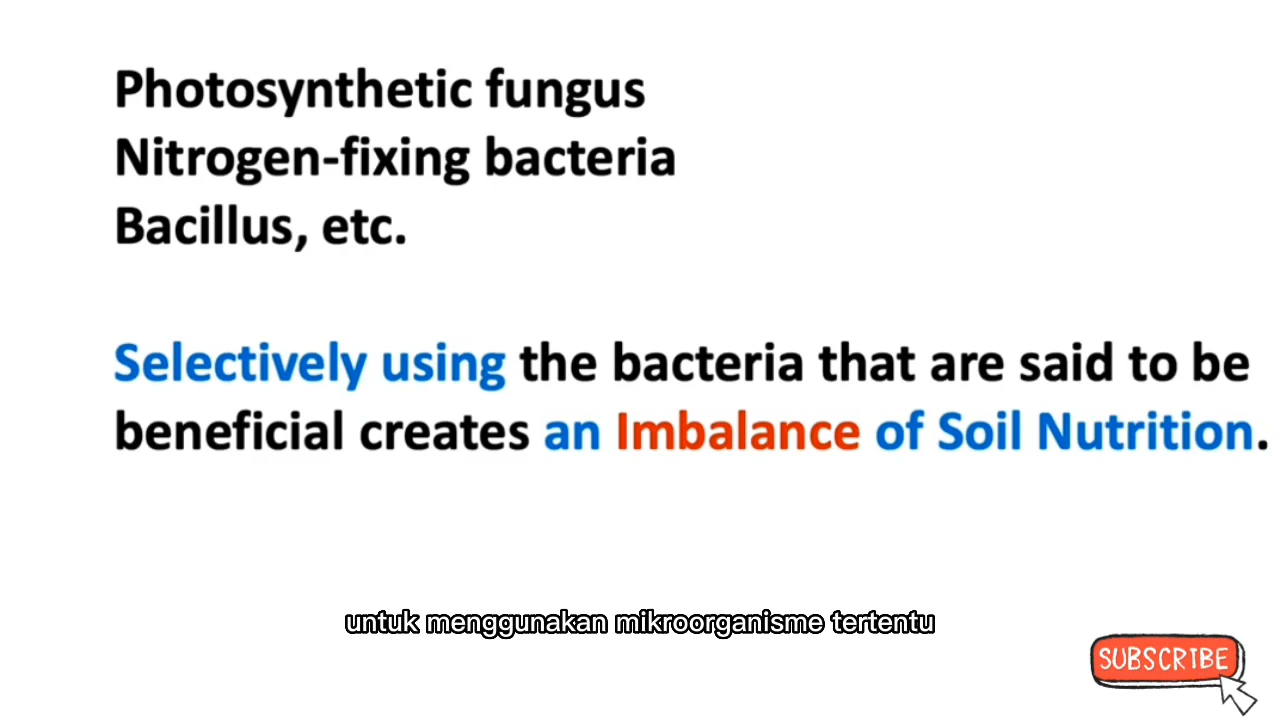 Photosynthetic fungus
Nitrogen-fixing bacteria
Bacillus, etc.
Selectively using the bacteria that are said to be
beneficial creates an Imbalance of Soil Nutrition.
untuk menggunakan mikroorganisme tertentu
SUBSCRIBE